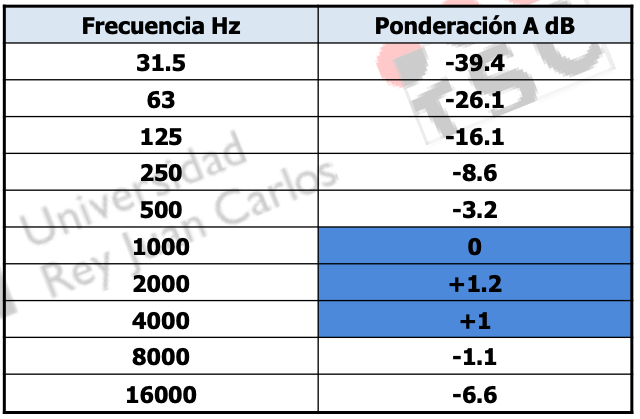 Frecuencia Hz Ponderación A dB
31.5 -39.4
63 -26.1
125 -16.1
250 -8.6
500 -3.2
1000 0
2000 +1.2
4000 +1
8000 -1.1
16000 -6.6
Universidad
Rey Juan Carlos
TSC